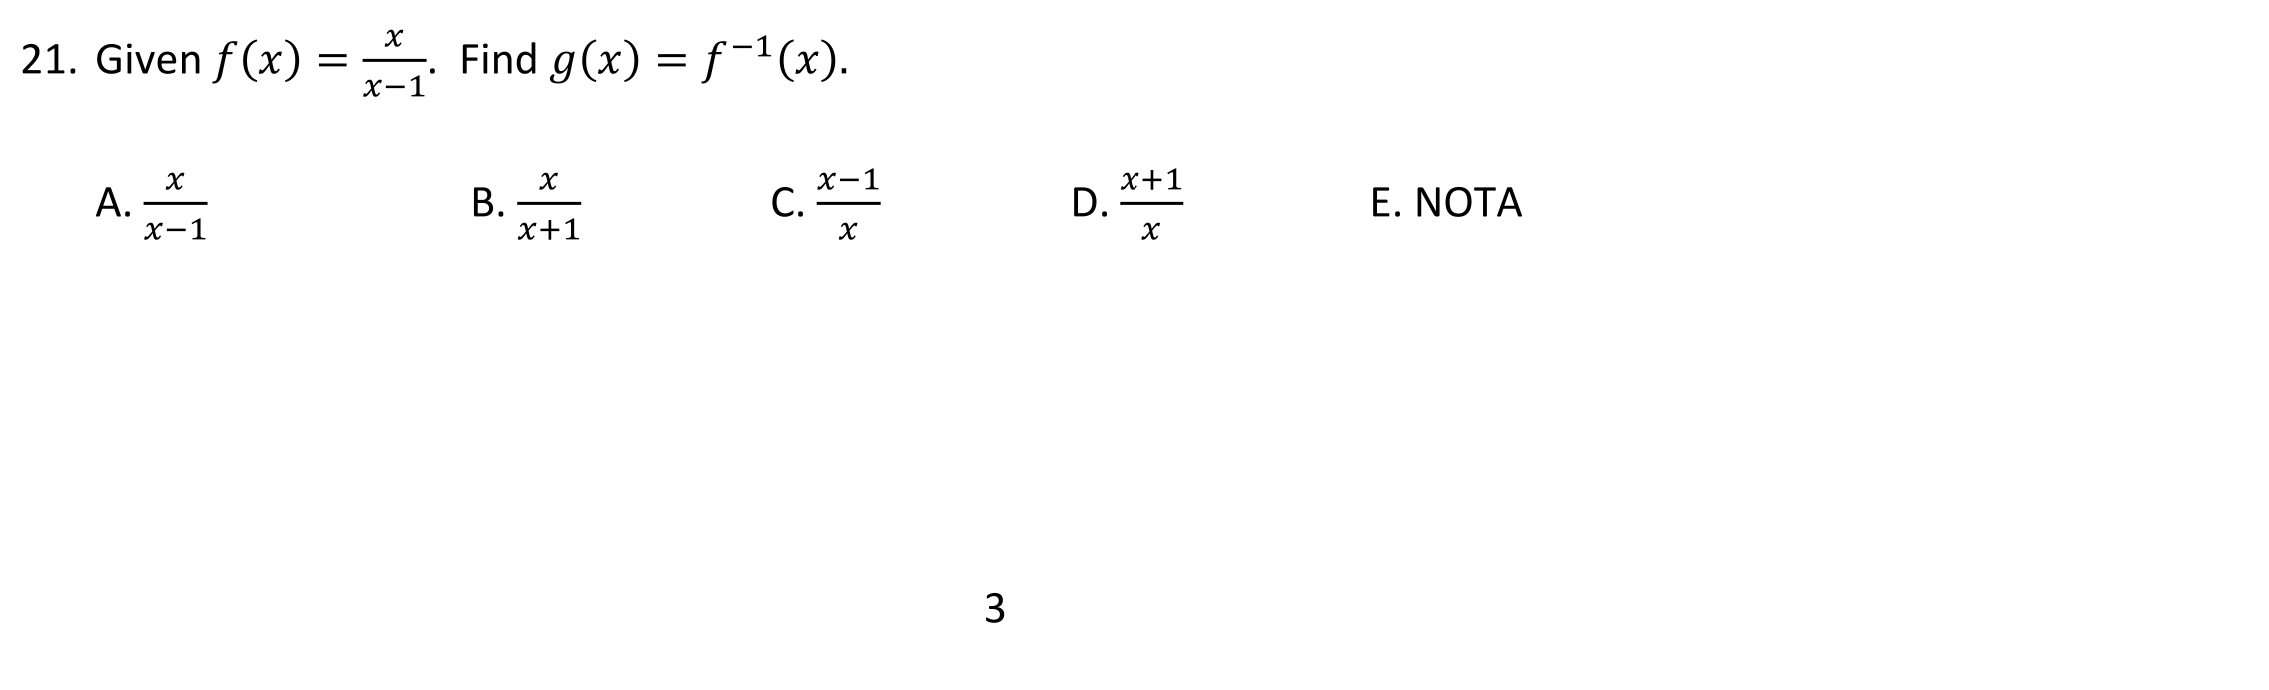 21. Given f(x) = x/(x−1). Find g(x) = f⁻¹(x).
A. x/(x−1) B. x/(x+1) C. (x−1)/x D. (x+1)/x E. NOTA
3